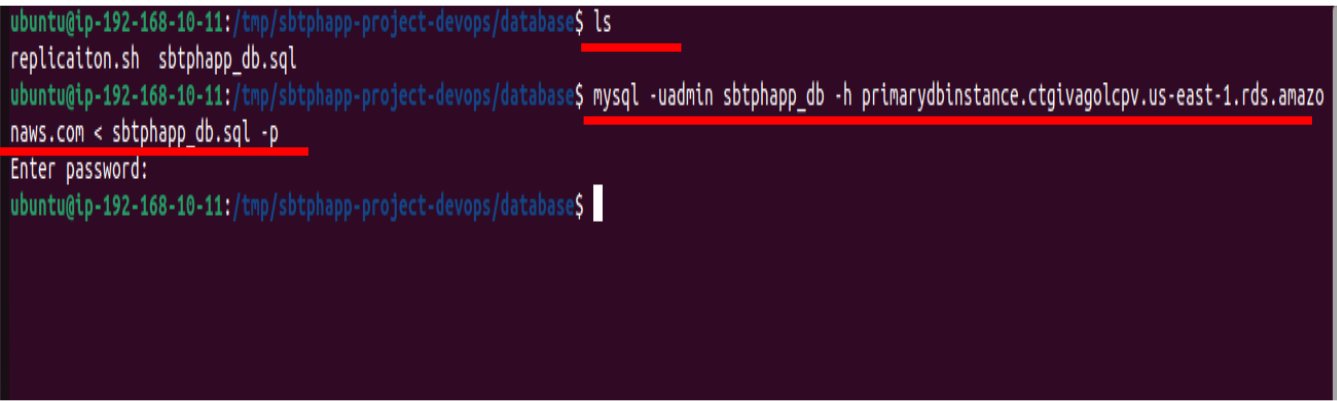 ubuntu@ip-192-168-10-11:/tmp/sbtphapp-project-devops/database$ ls
replicaiton.sh  sbtphapp_db.sql
ubuntu@ip-192-168-10-11:/tmp/sbtphapp-project-devops/database$ mysql -uadmin sbtphapp_db -h primarydbinstance.ctgivagolcpv.us-east-1.rds.amazo
naws.com < sbtphapp_db.sql -p
Enter password:
ubuntu@ip-192-168-10-11:/tmp/sbtphapp-project-devops/database$